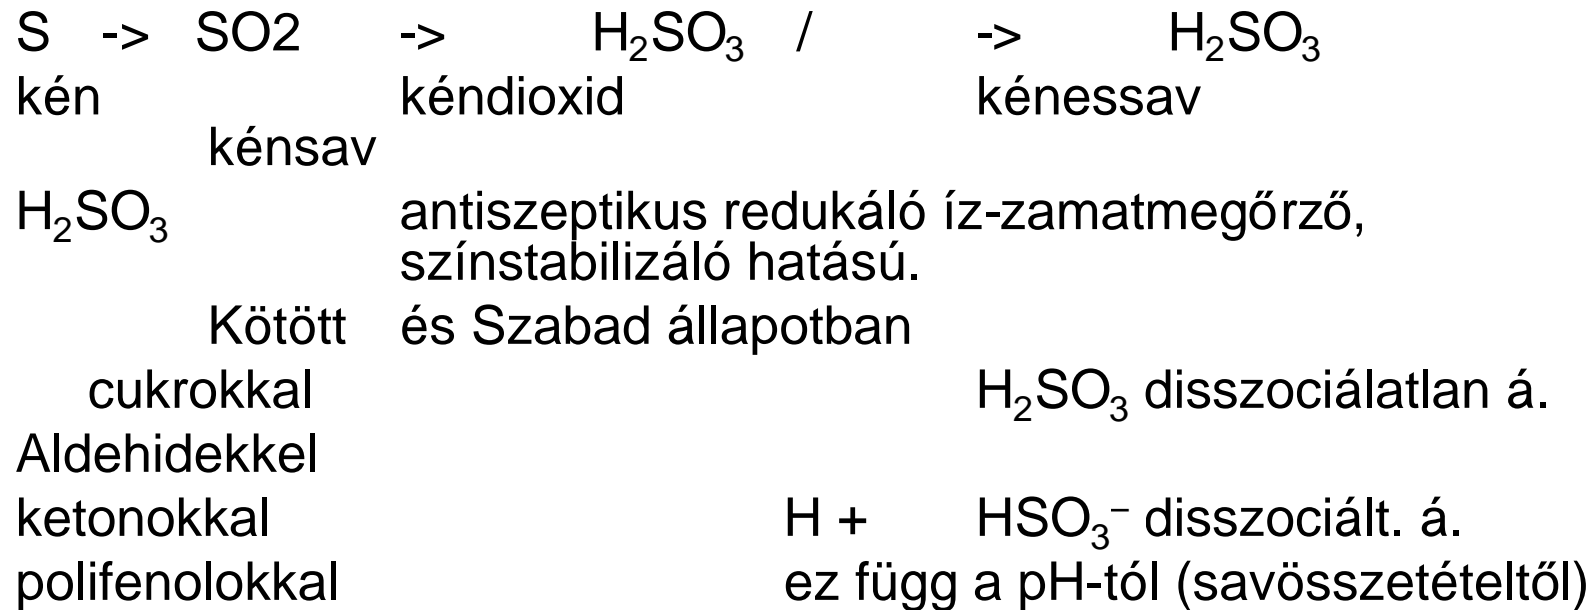 S -> SO2 -> H₂SO₃ / -> H₂SO₃
kén kéndioxid kénessav
kénsav
H₂SO₃ antiszeptikus redukáló íz-zamatmegőrző,
színstabilizáló hatású.
Kötött és Szabad állapotban
cukrokkal H₂SO₃ disszociálatlan á.
Aldehidekkel
ketonokkal H + HSO₃⁻ disszociált. á.
polifenolokkal ez függ a pH-tól (savösszetételtől)